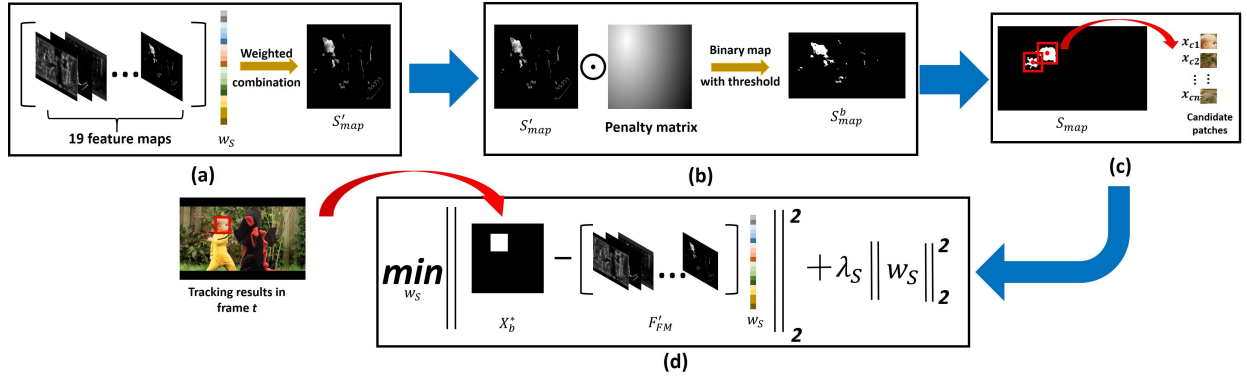 19 feature maps
w_S
Weighted
combination
S'_map
(a)
S'_map
⊙
Penalty matrix
Binary map
with threshold
S^b_map
(b)
S_map
x_c1
x_c2
⋮ ⋮
x_cn
Candidate
patches
(c)
Tracking results in
frame t
min
w_S
X*_b
−
F'_FM
w_S
2
2
+ λ_S ‖ w_S ‖
2
2
(d)